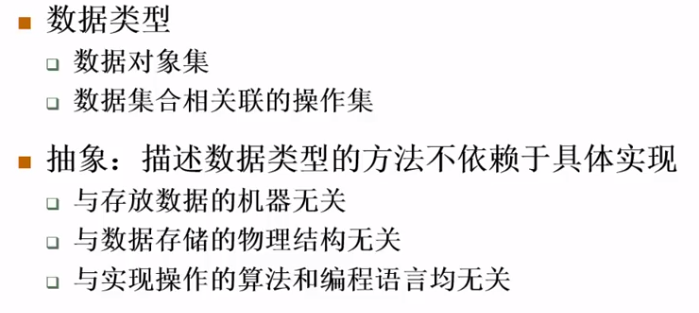 数据类型
数据对象集
数据集合相关联的操作集
抽象：描述数据类型的方法不依赖于具体实现
与存放数据的机器无关
与数据存储的物理结构无关
与实现操作的算法和编程语言均无关